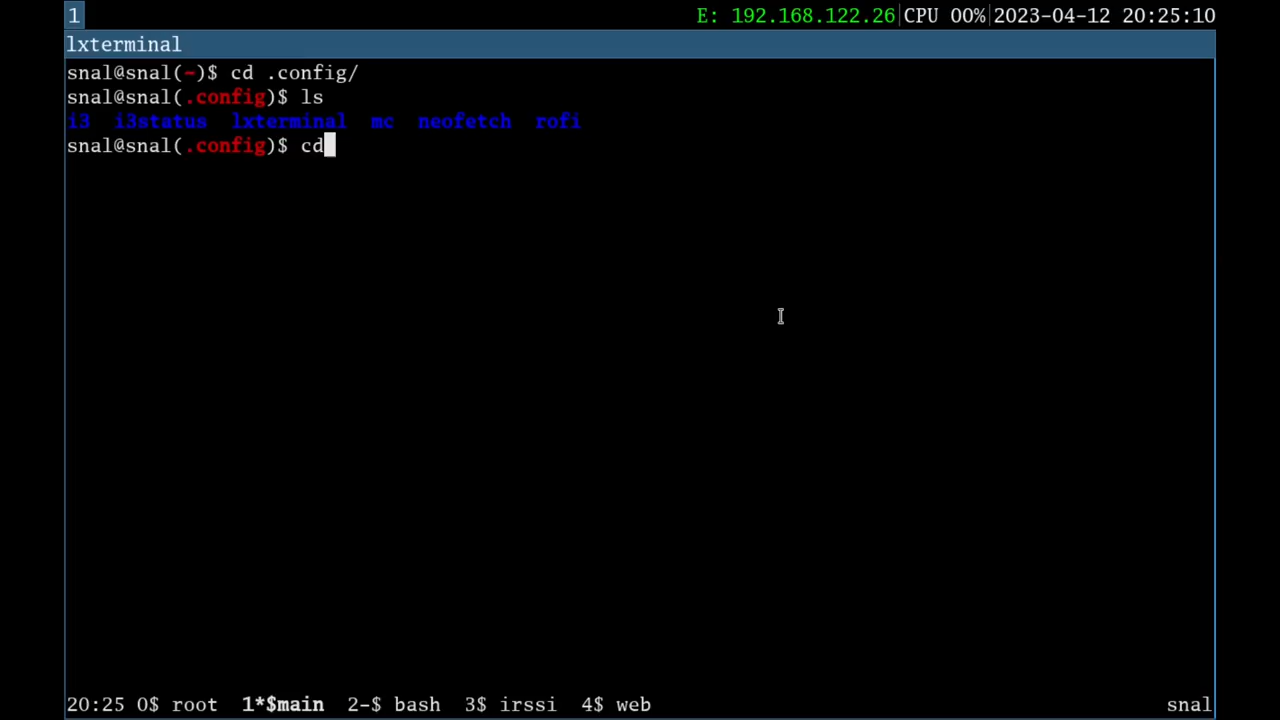 1 E: 192.168.122.26|CPU 00%|2023-04-12 20:25:10
lxterminal
snal@snal(~)$ cd .config/
snal@snal(.config)$ ls
i3 i3status lxterminal mc neofetch rofi
snal@snal(.config)$ cd
20:25 0$ root 1*$main 2-$ bash 3$ irssi 4$ web snal